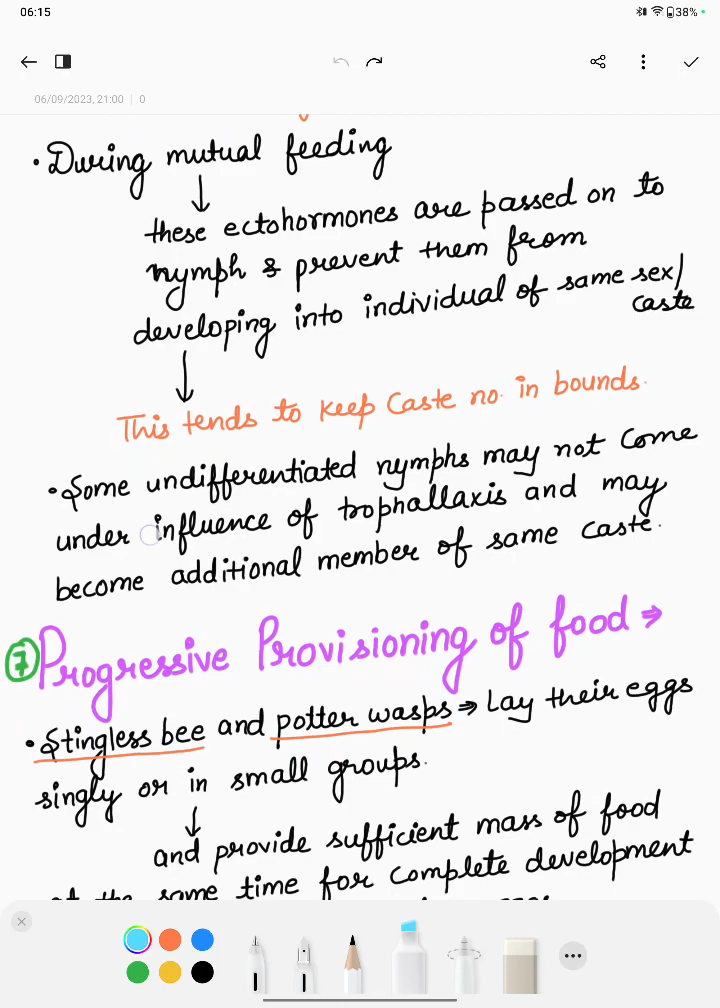 06:15
38%
06/09/2023, 21:00 | 0
• During mutual feeding
↓
these ectohormones are passed on to
nymph & prevent them from
developing into individual of same sex/
caste
↓
This tends to keep Caste no. in bounds.
• Some undifferentiated nymphs may not come
under influence of trophallaxis and may
become additional member of same caste.
7 Progressive Provisioning of food ⇒
• Stingless bee and potter wasps ⇒ Lay their eggs
singly or in small groups.
↓
and provide sufficient mass of food
at the same time for complete development